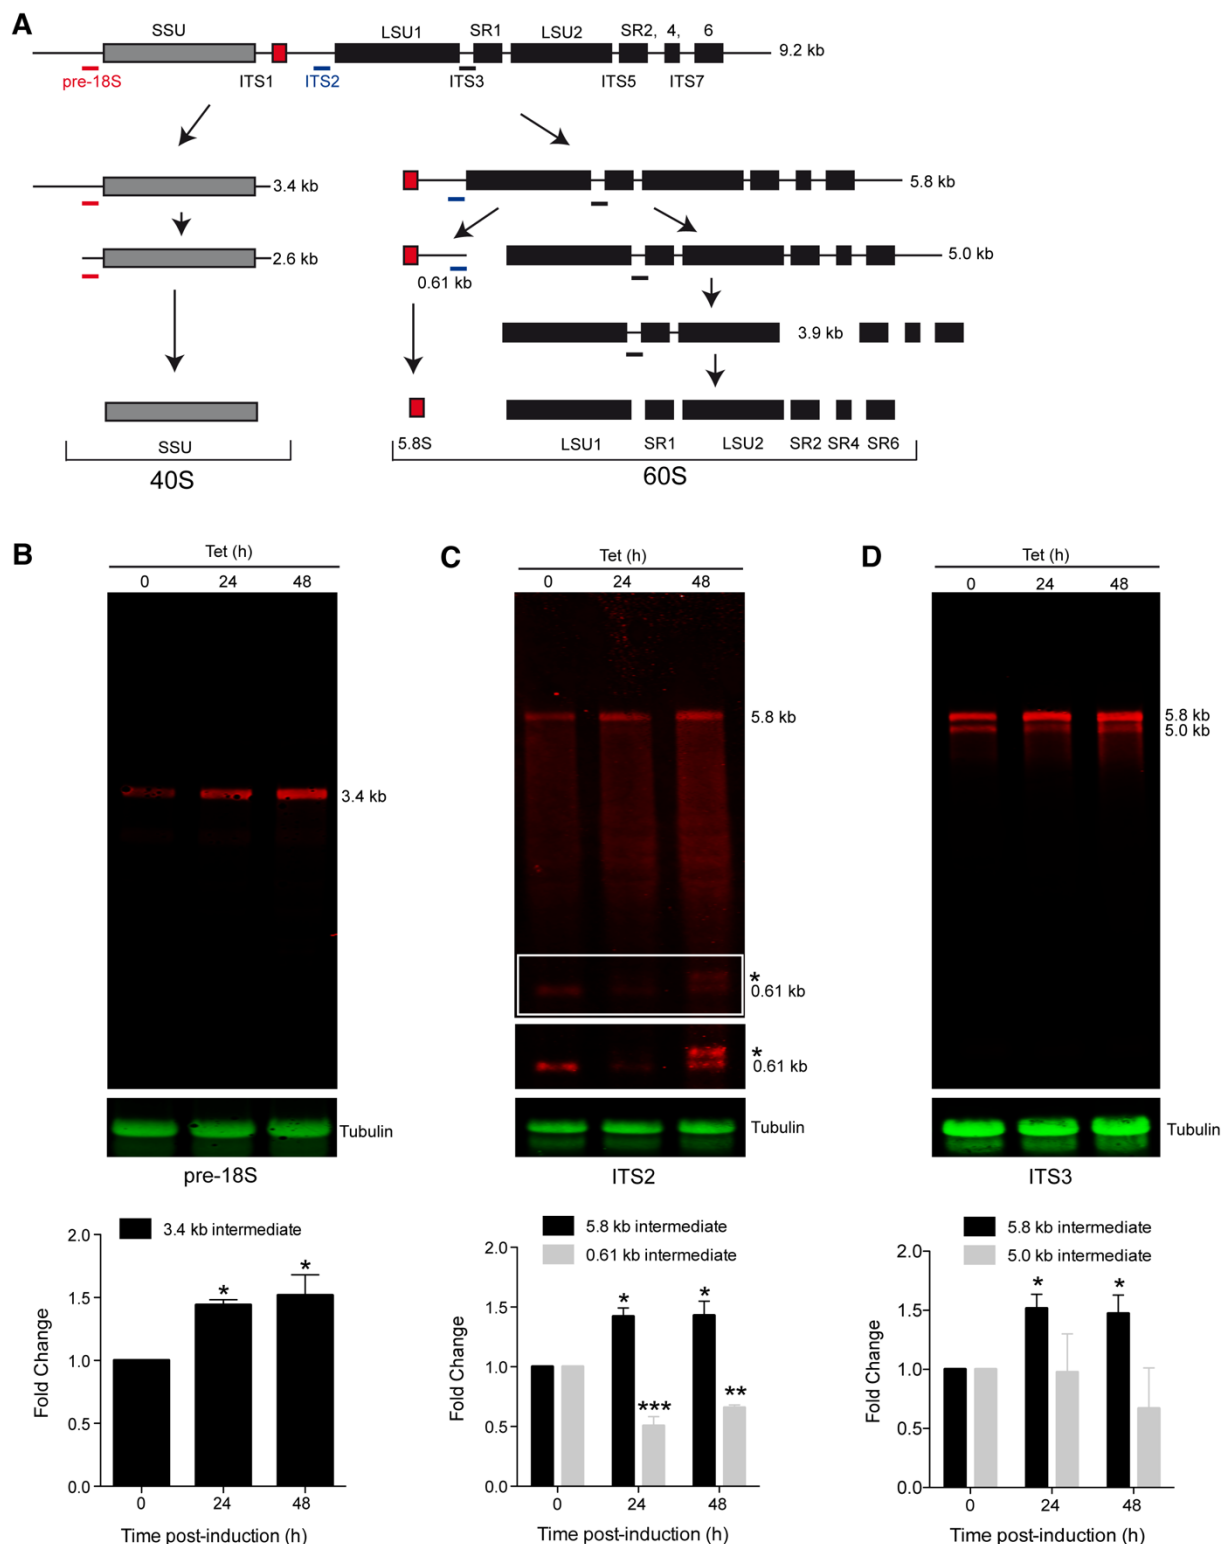 A
SSU LSU1 SR1 LSU2 SR2, 4, 6
9.2 kb
pre-18S ITS1 ITS2 ITS3 ITS5 ITS7
3.4 kb 5.8 kb
2.6 kb 0.61 kb 5.0 kb
3.9 kb
SSU 5.8S LSU1 SR1 LSU2 SR2 SR4 SR6
40S 60S
B
Tet (h)
0 24 48
3.4 kb
Tubulin
pre-18S
3.4 kb intermediate
Fold Change
2.0
1.5
1.0
0.5
0.0
* *
0 24 48
Time post-induction (h)
C
Tet (h)
0 24 48
5.8 kb
*
0.61 kb
*
0.61 kb
Tubulin
ITS2
5.8 kb intermediate
0.61 kb intermediate
Fold Change
2.0
1.5
1.0
0.5
0.0
* *
*** **
0 24 48
Time post-induction (h)
D
Tet (h)
0 24 48
5.8 kb
5.0 kb
Tubulin
ITS3
5.8 kb intermediate
5.0 kb intermediate
Fold Change
2.0
1.5
1.0
0.5
0.0
* *
0 24 48
Time post-induction (h)